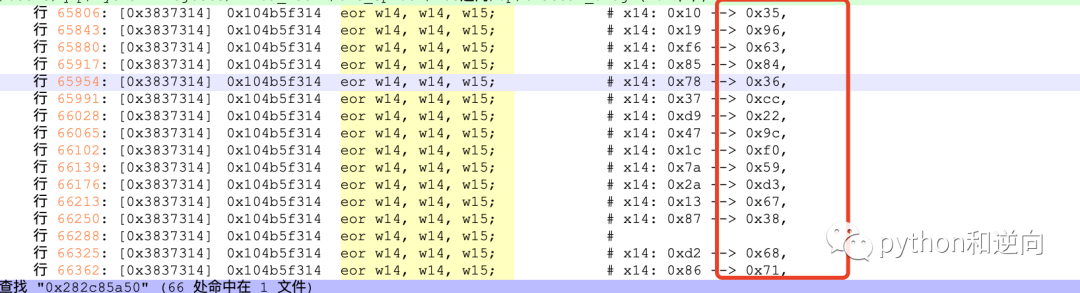 行 65806: [0x3837314] 0x104b5f314 eor w14, w14, w15; # x14: 0x10 --> 0x35,
行 65843: [0x3837314] 0x104b5f314 eor w14, w14, w15; # x14: 0x19 --> 0x96,
行 65880: [0x3837314] 0x104b5f314 eor w14, w14, w15; # x14: 0xf6 --> 0x63,
行 65917: [0x3837314] 0x104b5f314 eor w14, w14, w15; # x14: 0x85 --> 0x84,
行 65954: [0x3837314] 0x104b5f314 eor w14, w14, w15; # x14: 0x78 --> 0x36,
行 65991: [0x3837314] 0x104b5f314 eor w14, w14, w15; # x14: 0x37 --> 0xcc,
行 66028: [0x3837314] 0x104b5f314 eor w14, w14, w15; # x14: 0xd9 --> 0x22,
行 66065: [0x3837314] 0x104b5f314 eor w14, w14, w15; # x14: 0x47 --> 0x9c,
行 66102: [0x3837314] 0x104b5f314 eor w14, w14, w15; # x14: 0x1c --> 0xf0,
行 66139: [0x3837314] 0x104b5f314 eor w14, w14, w15; # x14: 0x7a --> 0x59,
行 66176: [0x3837314] 0x104b5f314 eor w14, w14, w15; # x14: 0x2a --> 0xd3,
行 66213: [0x3837314] 0x104b5f314 eor w14, w14, w15; # x14: 0x13 --> 0x67,
行 66250: [0x3837314] 0x104b5f314 eor w14, w14, w15; # x14: 0x87 --> 0x38,
行 66288: [0x3837314] 0x104b5f314 eor w14, w14, w15; #
行 66325: [0x3837314] 0x104b5f314 eor w14, w14, w15; # x14: 0xd2 --> 0x68,
行 66362: [0x3837314] 0x104b5f314 eor w14, w14, w15; # x14: 0x86 --> 0x71,
查找 "0x282c85a50" (66 处命中在 1 文件)
python和逆向